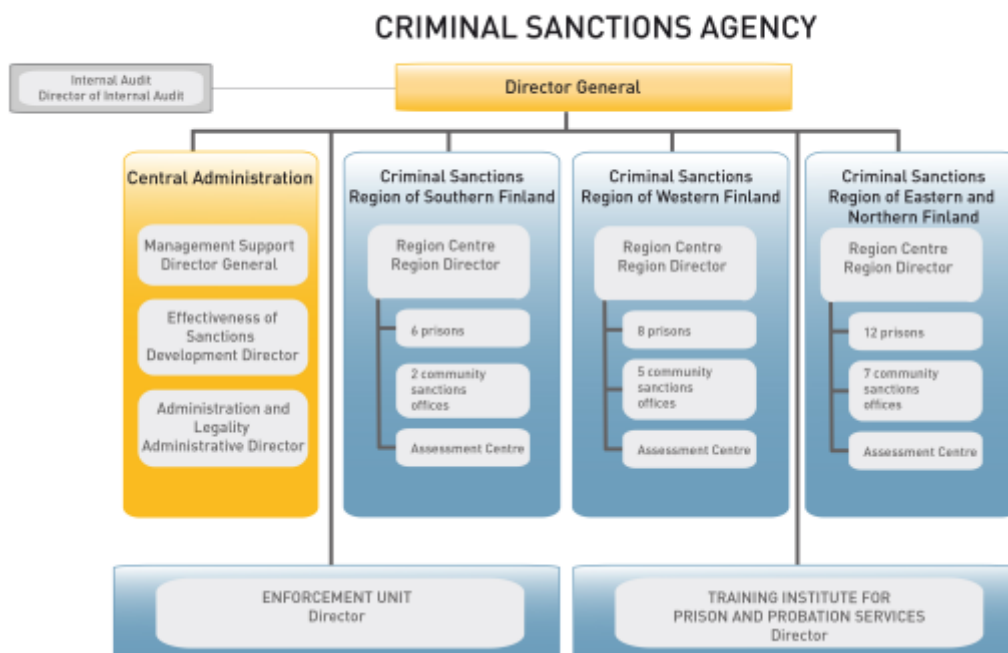 CRIMINAL SANCTIONS AGENCY
Internal Audit
Director of Internal Audit
Director General
Central Administration
Management Support
Director General
Effectiveness of
Sanctions
Development Director
Administration and
Legality
Administrative Director
Criminal Sanctions
Region of Southern Finland
Region Centre
Region Director
6 prisons
2 community
sanctions
offices
Assessment Centre
Criminal Sanctions
Region of Western Finland
Region Centre
Region Director
8 prisons
5 community
sanctions
offices
Assessment Centre
Criminal Sanctions
Region of Eastern and
Northern Finland
Region Centre
Region Director
12 prisons
7 community
sanctions
offices
Assessment Centre
ENFORCEMENT UNIT
Director
TRAINING INSTITUTE FOR
PRISON AND PROBATION SERVICES
Director